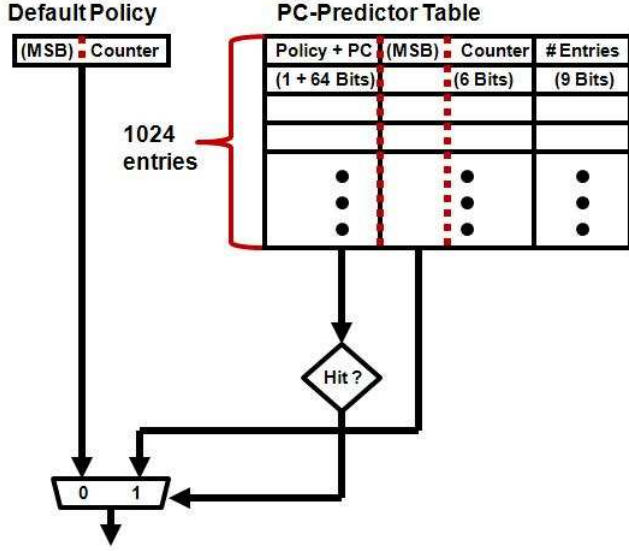 Default Policy
PC-Predictor Table
(MSB) Counter
Policy + PC (MSB) Counter # Entries
(1 + 64 Bits) (6 Bits) (9 Bits)
1024
entries
Hit ?
0 1